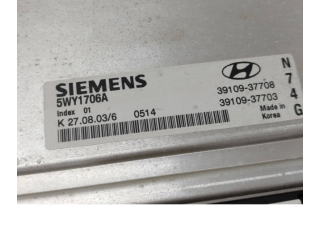 SIEMENS
5WY1706A
Index 01
K 27.08.03/6 0514
39109-37708
39109-37703
Made in
Korea
N
7
4
G